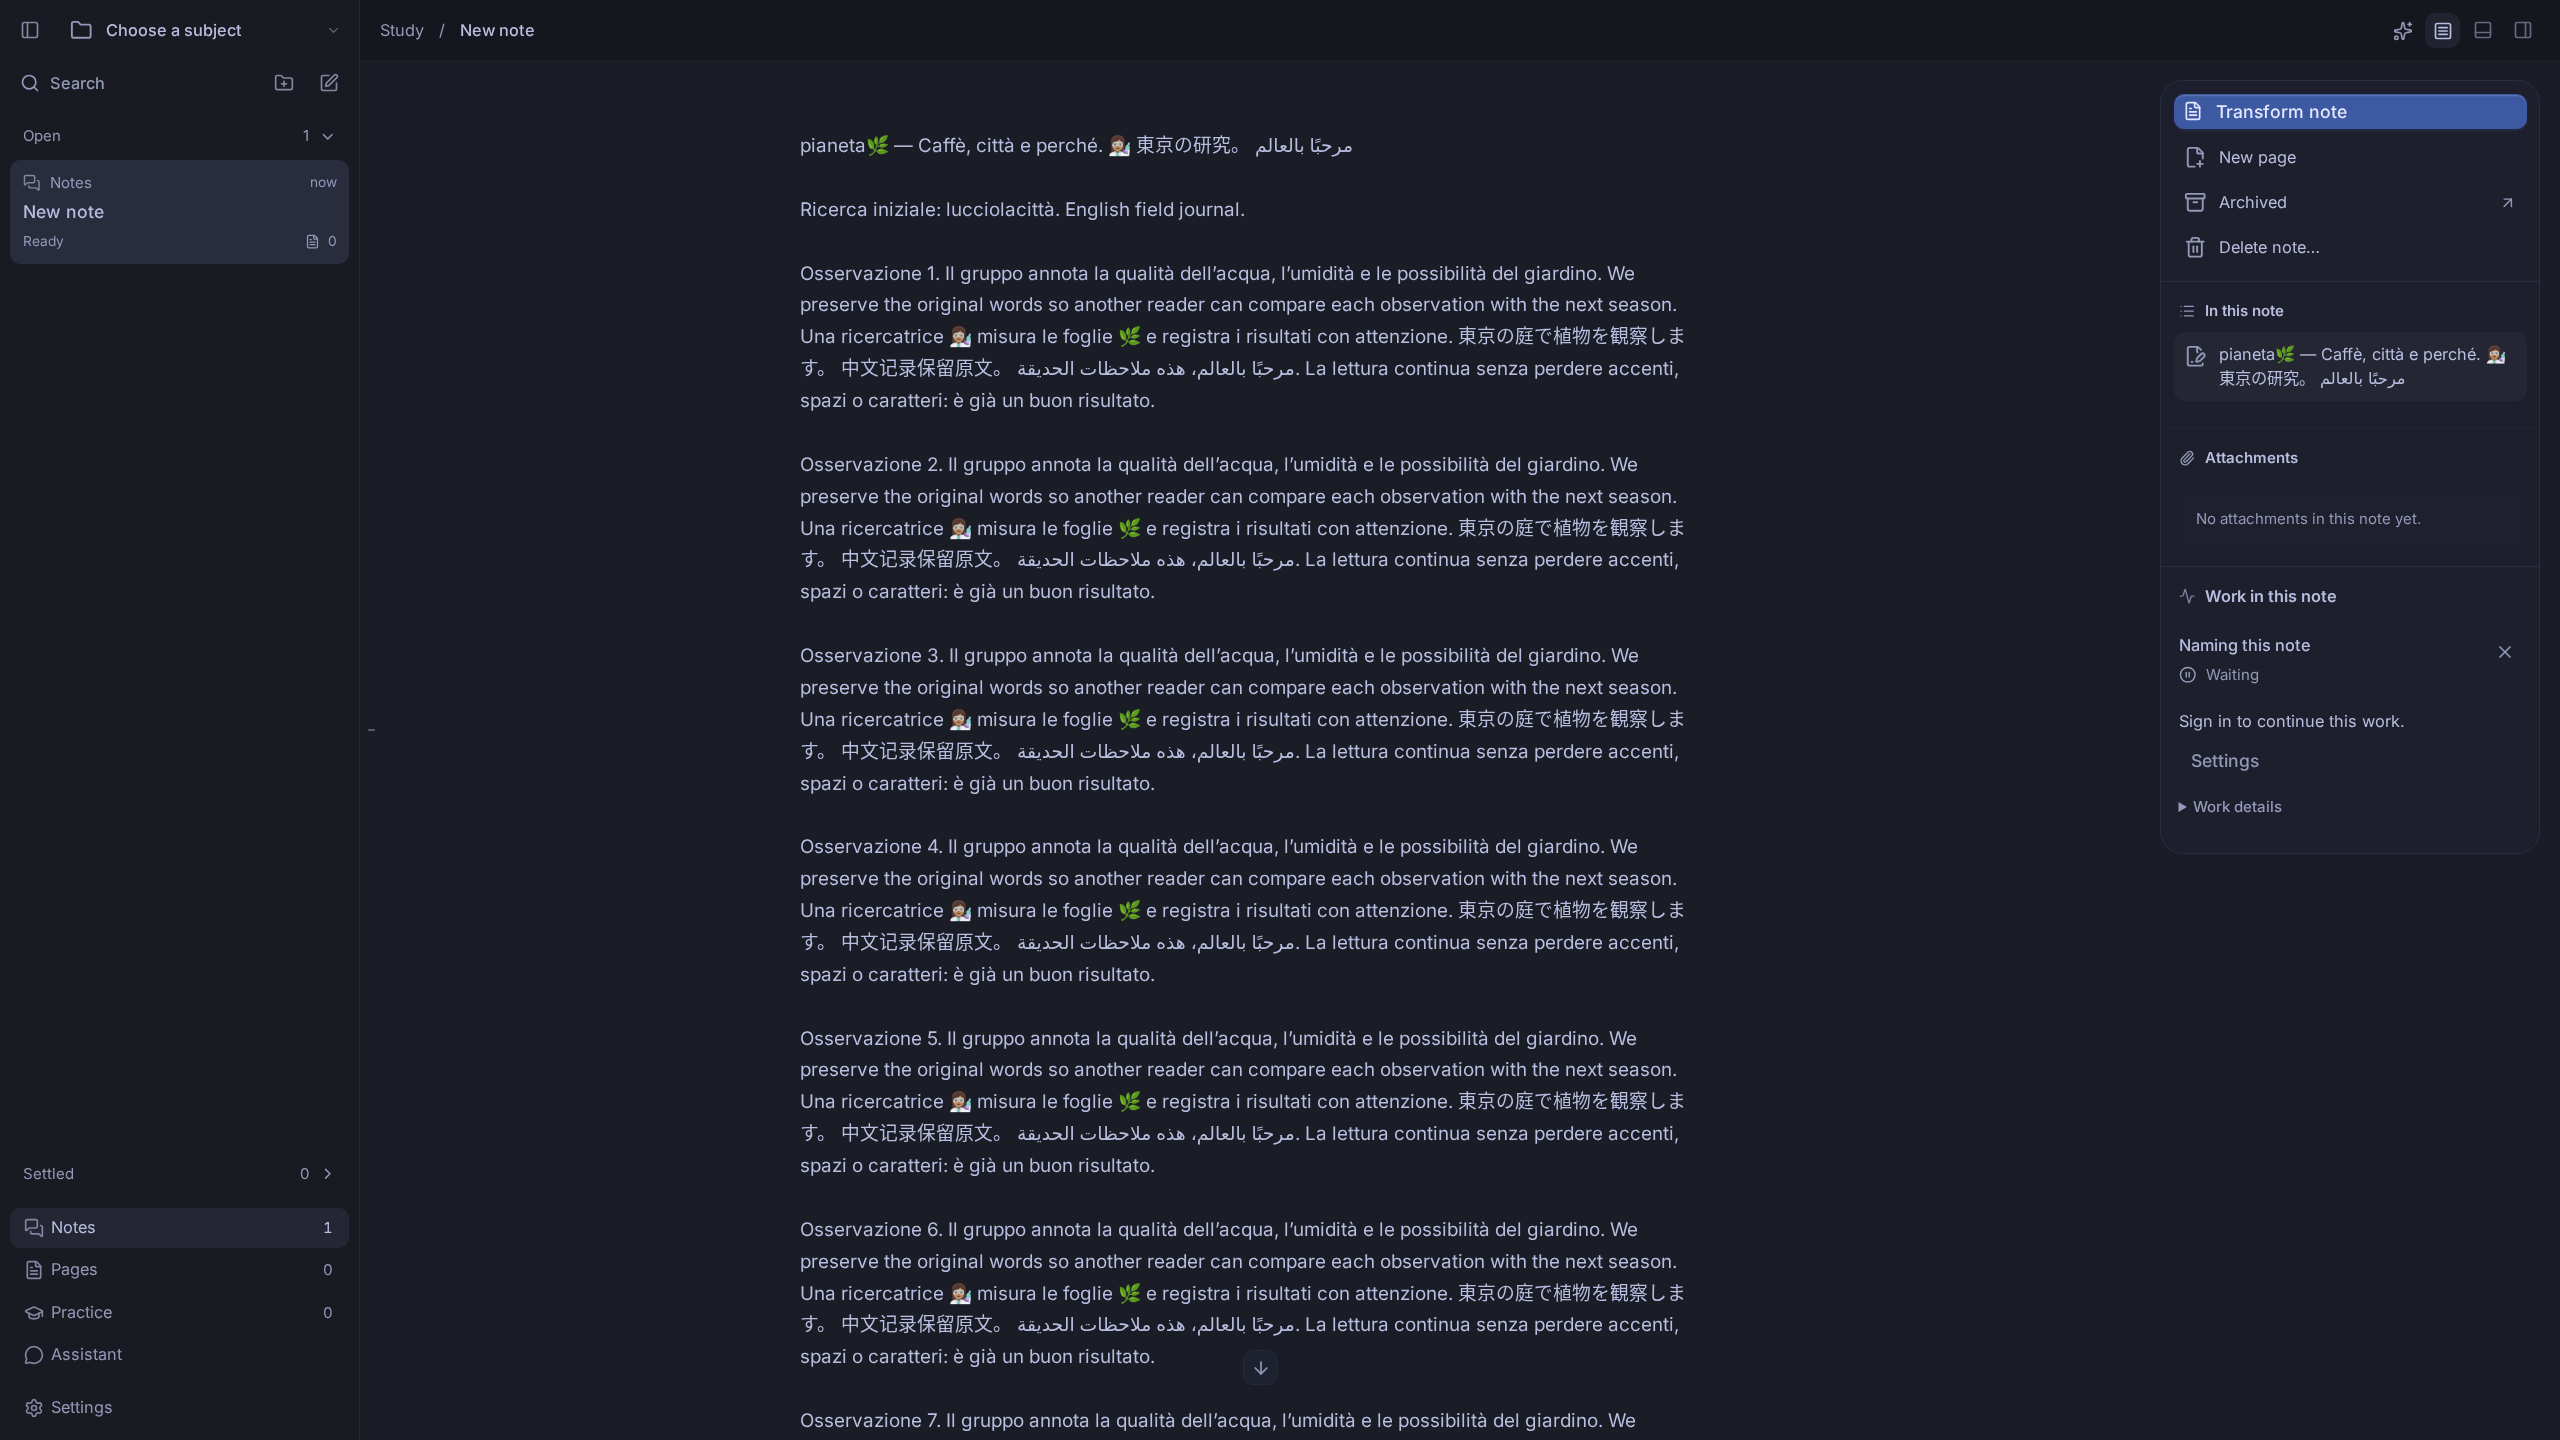 Choose a subject
Search
Open 1
Notes now
New note
Ready 0
Settled 0
Notes 1
Pages 0
Practice 0
Assistant
Settings
Study / New note
pianeta🌿 — Caffè, città e perché. 👩🏽‍🔬 東京の研究。 مرحبًا بالعالم
Ricerca iniziale: lucciolacittà. English field journal.
Osservazione 1. Il gruppo annota la qualità dell’acqua, l’umidità e le possibilità del giardino. We
preserve the original words so another reader can compare each observation with the next season.
Una ricercatrice 👩🏽‍🔬 misura le foglie 🌿 e registra i risultati con attenzione. 東京の庭で植物を観察しま
す。 中文记录保留原文。 مرحبًا بالعالم، هذه ملاحظات الحديقة. La lettura continua senza perdere accenti,
spazi o caratteri: è già un buon risultato.
Osservazione 2. Il gruppo annota la qualità dell’acqua, l’umidità e le possibilità del giardino. We
preserve the original words so another reader can compare each observation with the next season.
Una ricercatrice 👩🏽‍🔬 misura le foglie 🌿 e registra i risultati con attenzione. 東京の庭で植物を観察しま
す。 中文记录保留原文。 مرحبًا بالعالم، هذه ملاحظات الحديقة. La lettura continua senza perdere accenti,
spazi o caratteri: è già un buon risultato.
Osservazione 3. Il gruppo annota la qualità dell’acqua, l’umidità e le possibilità del giardino. We
preserve the original words so another reader can compare each observation with the next season.
Una ricercatrice 👩🏽‍🔬 misura le foglie 🌿 e registra i risultati con attenzione. 東京の庭で植物を観察しま
す。 中文记录保留原文。 مرحبًا بالعالم، هذه ملاحظات الحديقة. La lettura continua senza perdere accenti,
spazi o caratteri: è già un buon risultato.
Osservazione 4. Il gruppo annota la qualità dell’acqua, l’umidità e le possibilità del giardino. We
preserve the original words so another reader can compare each observation with the next season.
Una ricercatrice 👩🏽‍🔬 misura le foglie 🌿 e registra i risultati con attenzione. 東京の庭で植物を観察しま
す。 中文记录保留原文。 مرحبًا بالعالم، هذه ملاحظات الحديقة. La lettura continua senza perdere accenti,
spazi o caratteri: è già un buon risultato.
Osservazione 5. Il gruppo annota la qualità dell’acqua, l’umidità e le possibilità del giardino. We
preserve the original words so another reader can compare each observation with the next season.
Una ricercatrice 👩🏽‍🔬 misura le foglie 🌿 e registra i risultati con attenzione. 東京の庭で植物を観察しま
す。 中文记录保留原文。 مرحبًا بالعالم، هذه ملاحظات الحديقة. La lettura continua senza perdere accenti,
spazi o caratteri: è già un buon risultato.
Osservazione 6. Il gruppo annota la qualità dell’acqua, l’umidità e le possibilità del giardino. We
preserve the original words so another reader can compare each observation with the next season.
Una ricercatrice 👩🏽‍🔬 misura le foglie 🌿 e registra i risultati con attenzione. 東京の庭で植物を観察しま
す。 中文记录保留原文。 مرحبًا بالعالم، هذه ملاحظات الحديقة. La lettura continua senza perdere accenti,
spazi o caratteri: è già un buon risultato.
Osservazione 7. Il gruppo annota la qualità dell’acqua, l’umidità e le possibilità del giardino. We
Transform note
New page
Archived
Delete note...
In this note
pianeta🌿 — Caffè, città e perché. 👩🏽‍🔬
東京の研究。 مرحبًا بالعالم
Attachments
No attachments in this note yet.
Work in this note
Naming this note
Waiting
Sign in to continue this work.
Settings
Work details